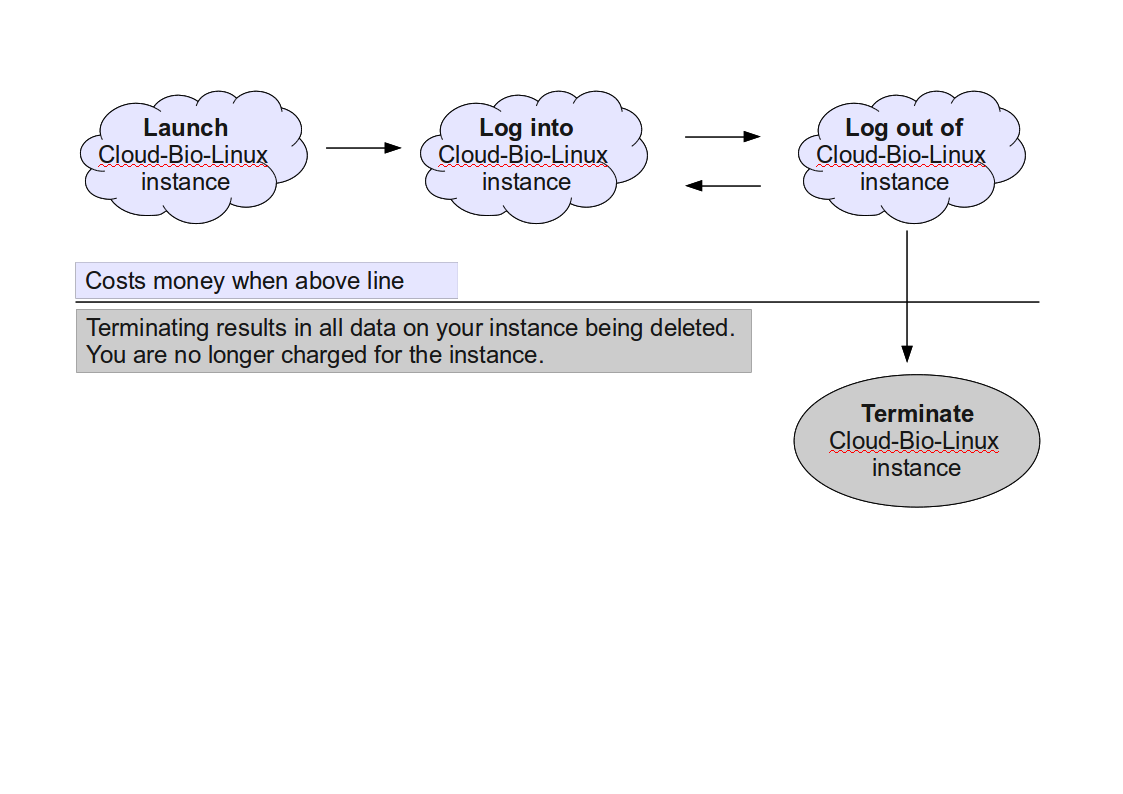 Launch
Cloud-Bio-Linux
instance
Log into
Cloud-Bio-Linux
instance
Log out of
Cloud-Bio-Linux
instance
Costs money when above line
Terminating results in all data on your instance being deleted.
You are no longer charged for the instance.
Terminate
Cloud-Bio-Linux
instance